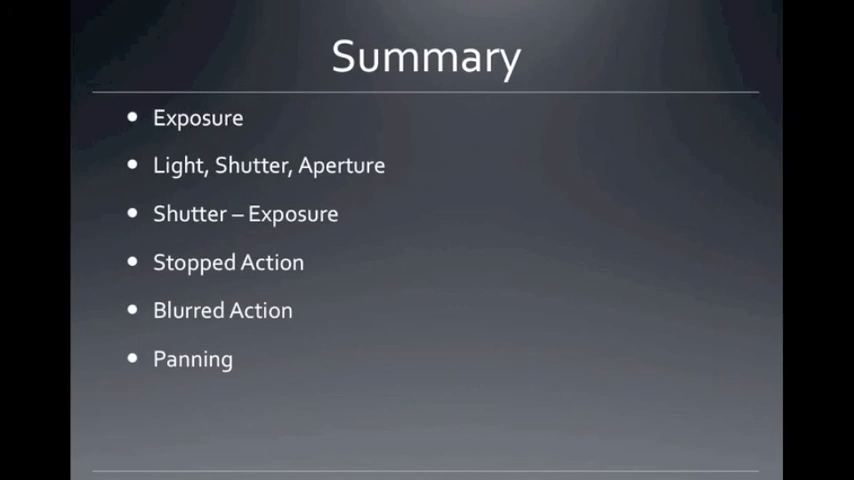 Summary
• Exposure
• Light, Shutter, Aperture
• Shutter – Exposure
• Stopped Action
• Blurred Action
• Panning